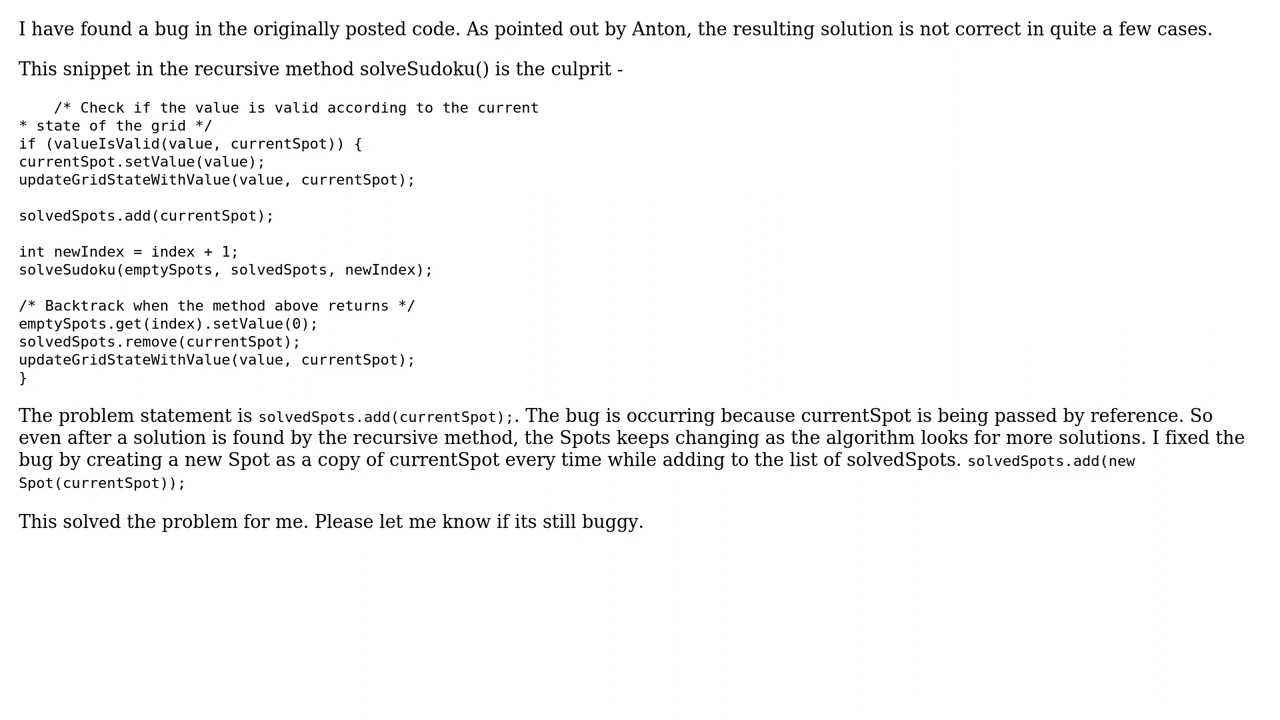 I have found a bug in the originally posted code. As pointed out by Anton, the resulting solution is not correct in quite a few cases.
This snippet in the recursive method solveSudoku() is the culprit -
/* Check if the value is valid according to the current
* state of the grid */
if (valueIsValid(value, currentSpot)) {
currentSpot.setValue(value);
updateGridStateWithValue(value, currentSpot);
solvedSpots.add(currentSpot);
int newIndex = index + 1;
solveSudoku(emptySpots, solvedSpots, newIndex);
/* Backtrack when the method above returns */
emptySpots.get(index).setValue(0);
solvedSpots.remove(currentSpot);
updateGridStateWithValue(value, currentSpot);
}
The problem statement is solvedSpots.add(currentSpot);. The bug is occurring because currentSpot is being passed by reference. So
even after a solution is found by the recursive method, the Spots keeps changing as the algorithm looks for more solutions. I fixed the
bug by creating a new Spot as a copy of currentSpot every time while adding to the list of solvedSpots. solvedSpots.add(new
Spot(currentSpot));
This solved the problem for me. Please let me know if its still buggy.